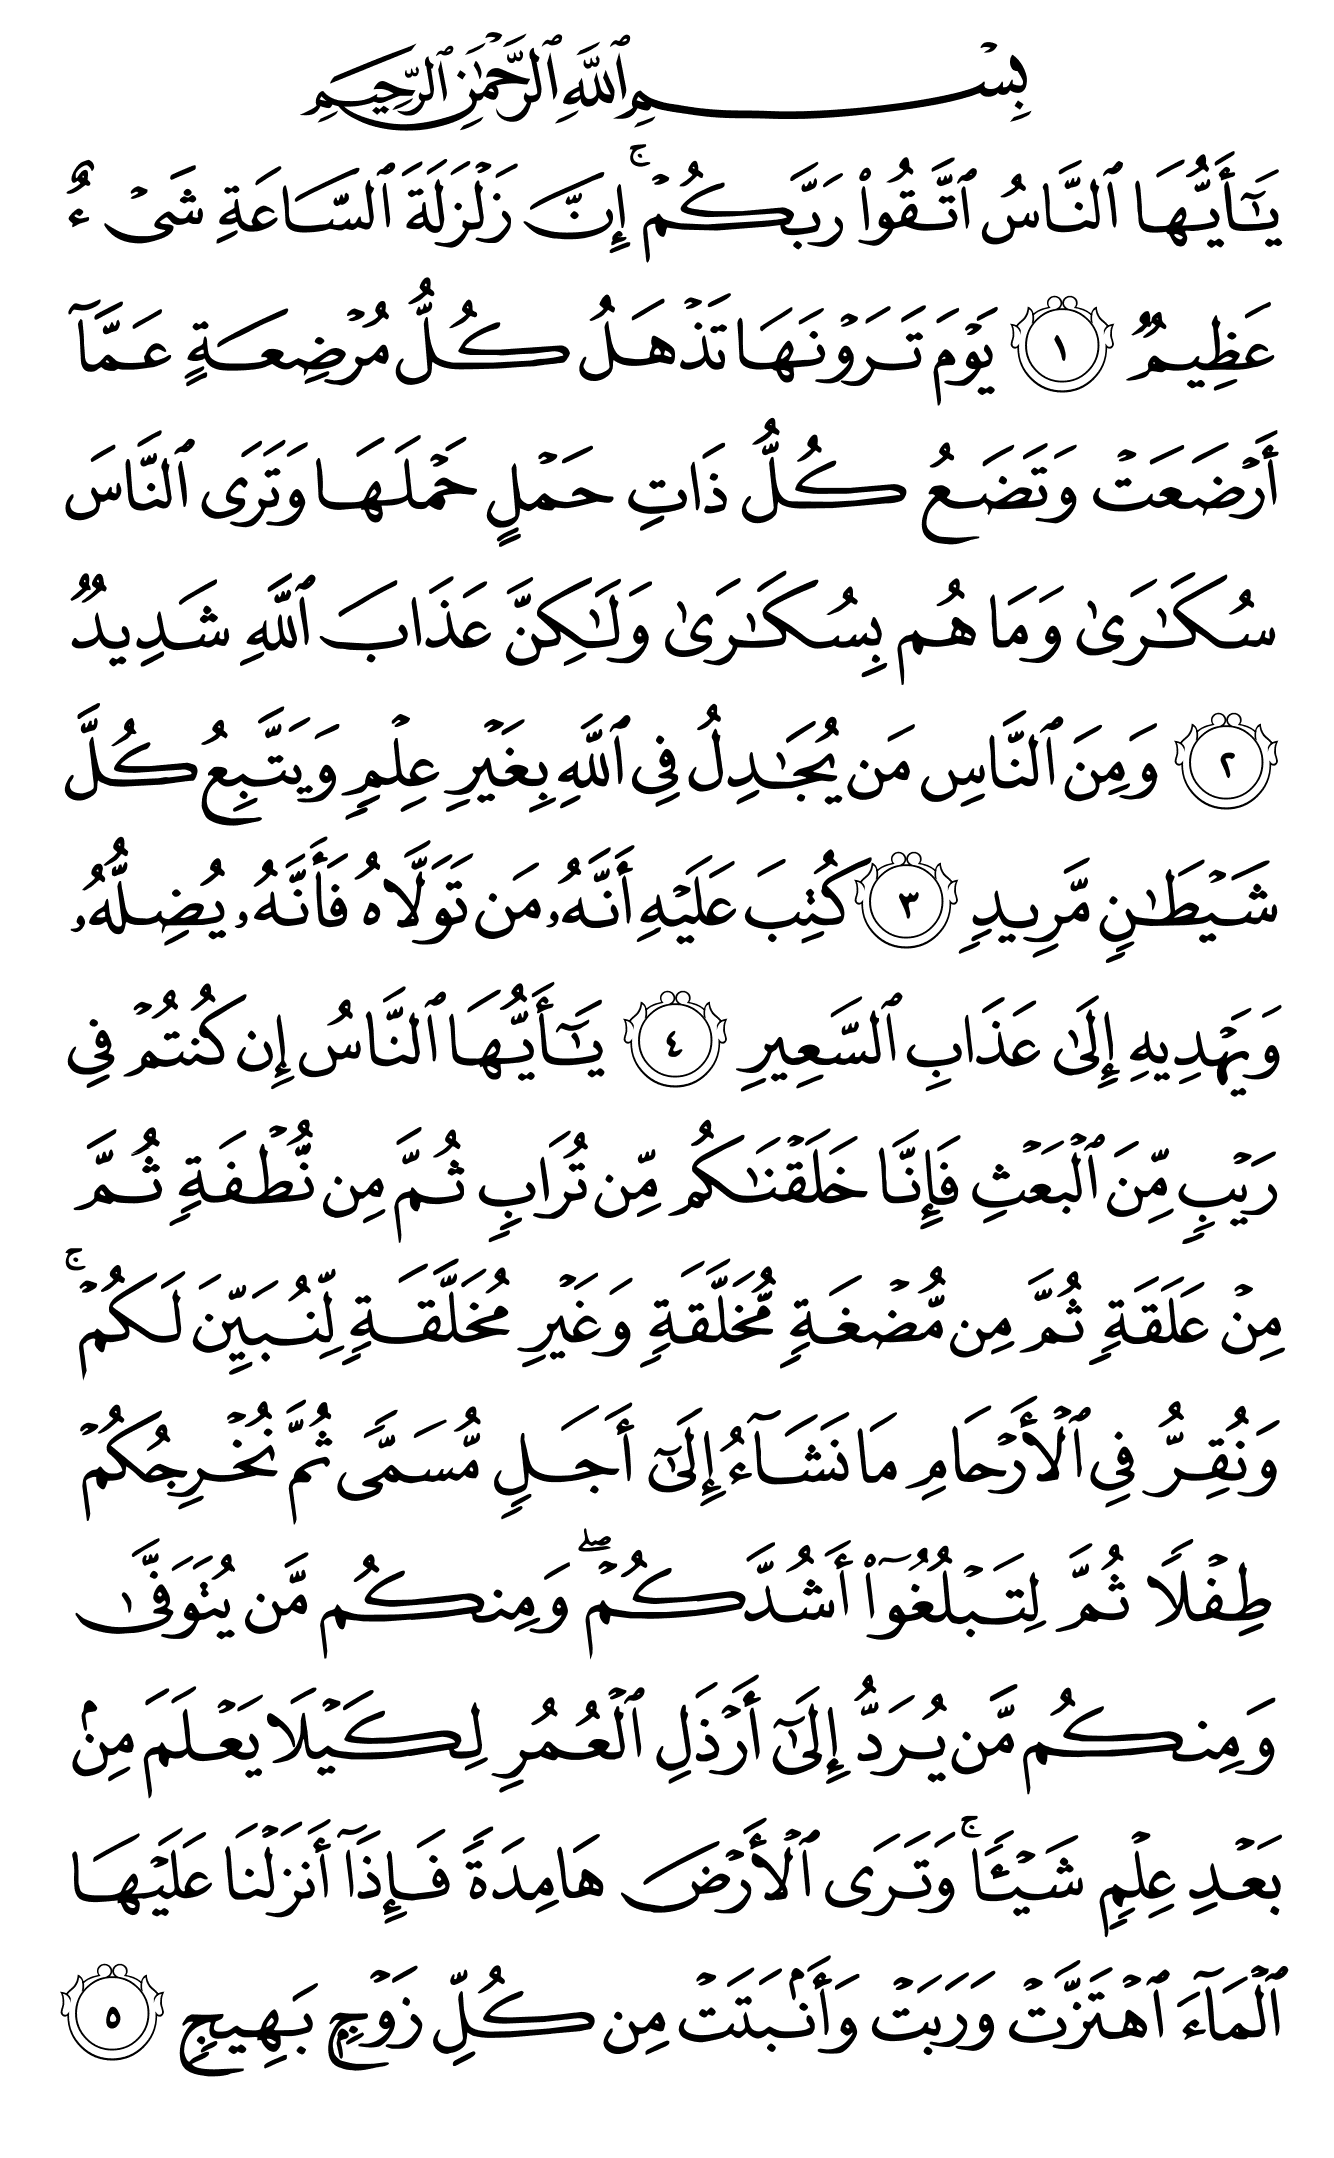 بِسْمِ ٱللَّهِ ٱلرَّحْمَٰنِ ٱلرَّحِيمِ
يَٰٓأَيُّهَا ٱلنَّاسُ ٱتَّقُوا۟ رَبَّكُمْ ۚ إِنَّ زَلْزَلَةَ ٱلسَّاعَةِ شَىْءٌ
عَظِيمٌ ١ يَوْمَ تَرَوْنَهَا تَذْهَلُ كُلُّ مُرْضِعَةٍ عَمَّآ
أَرْضَعَتْ وَتَضَعُ كُلُّ ذَاتِ حَمْلٍ حَمْلَهَا وَتَرَى ٱلنَّاسَ
سُكَٰرَىٰ وَمَا هُم بِسُكَٰرَىٰ وَلَٰكِنَّ عَذَابَ ٱللَّهِ شَدِيدٌ
٢ وَمِنَ ٱلنَّاسِ مَن يُجَٰدِلُ فِى ٱللَّهِ بِغَيْرِ عِلْمٍ وَيَتَّبِعُ كُلَّ
شَيْطَٰنٍ مَّرِيدٍ ٣ كُتِبَ عَلَيْهِ أَنَّهُۥ مَن تَوَلَّاهُ فَأَنَّهُۥ يُضِلُّهُۥ
وَيَهْدِيهِ إِلَىٰ عَذَابِ ٱلسَّعِيرِ ٤ يَٰٓأَيُّهَا ٱلنَّاسُ إِن كُنتُمْ فِى
رَيْبٍ مِّنَ ٱلْبَعْثِ فَإِنَّا خَلَقْنَٰكُم مِّن تُرَابٍ ثُمَّ مِن نُّطْفَةٍ ثُمَّ
مِنْ عَلَقَةٍ ثُمَّ مِن مُّضْغَةٍ مُّخَلَّقَةٍ وَغَيْرِ مُخَلَّقَةٍ لِّنُبَيِّنَ لَكُمْ ۚ
وَنُقِرُّ فِى ٱلْأَرْحَامِ مَا نَشَآءُ إِلَىٰٓ أَجَلٍ مُّسَمًّى ثُمَّ نُخْرِجُكُمْ
طِفْلًا ثُمَّ لِتَبْلُغُوٓا۟ أَشُدَّكُمْ ۖ وَمِنكُم مَّن يُتَوَفَّىٰ
وَمِنكُم مَّن يُرَدُّ إِلَىٰٓ أَرْذَلِ ٱلْعُمُرِ لِكَيْلَا يَعْلَمَ مِنۢ
بَعْدِ عِلْمٍ شَيْـًٔا ۚ وَتَرَى ٱلْأَرْضَ هَامِدَةً فَإِذَآ أَنزَلْنَا عَلَيْهَا
ٱلْمَآءَ ٱهْتَزَّتْ وَرَبَتْ وَأَنۢبَتَتْ مِن كُلِّ زَوْجٍۭ بَهِيجٍ ٥